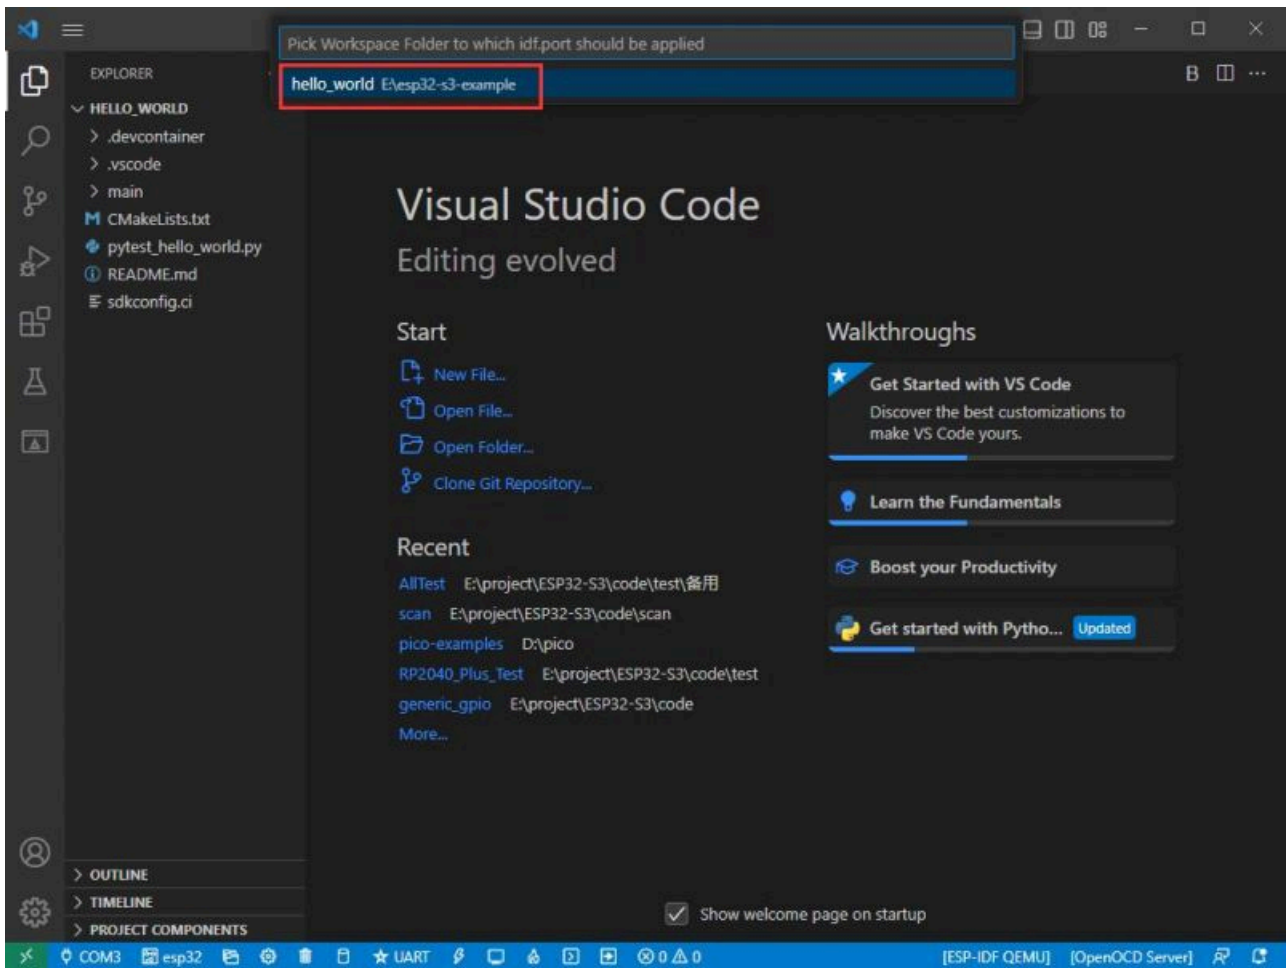 Pick Workspace Folder to which idf.port should be applied
hello_world E:\esp32-s3-example
EXPLORER
HELLO_WORLD
.devcontainer
.vscode
main
CMakeLists.txt
pytest_hello_world.py
README.md
sdkconfig.ci
Visual Studio Code
Editing evolved
Start
New File...
Open File...
Open Folder...
Clone Git Repository...
Recent
AllTest E:\project\ESP32-S3\code\test\备用
scan E:\project\ESP32-S3\code\scan
pico-examples D:\pico
RP2040_Plus_Test E:\project\ESP32-S3\code\test
generic_gpio E:\project\ESP32-S3\code
More...
Walkthroughs
Get Started with VS Code
Discover the best customizations to
make VS Code yours.
Learn the Fundamentals
Boost your Productivity
Get started with Pytho... Updated
Show welcome page on startup
OUTLINE
TIMELINE
PROJECT COMPONENTS
COM3 esp32 UART 0 0 [ESP-IDF QEMU] [OpenOCD Server]